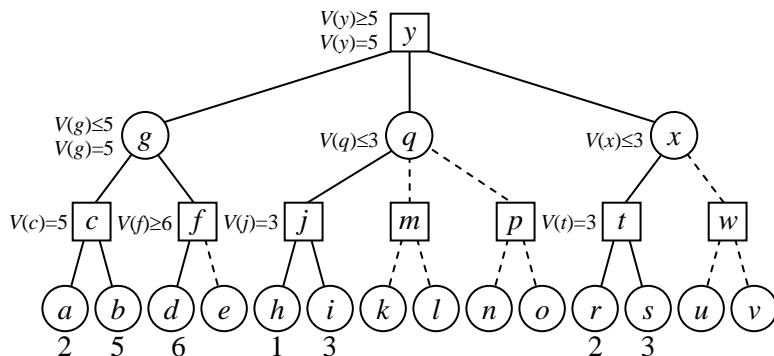 V(y)≥5
V(y)=5 y
V(g)≤5
V(g)=5 g V(q)≤3 q V(x)≤3 x
V(c)=5 c V(f)≥6 f V(j)=3 j m p V(t)=3 t w
a b d e h i k l n o r s u v
2 5 6 1 3 2 3